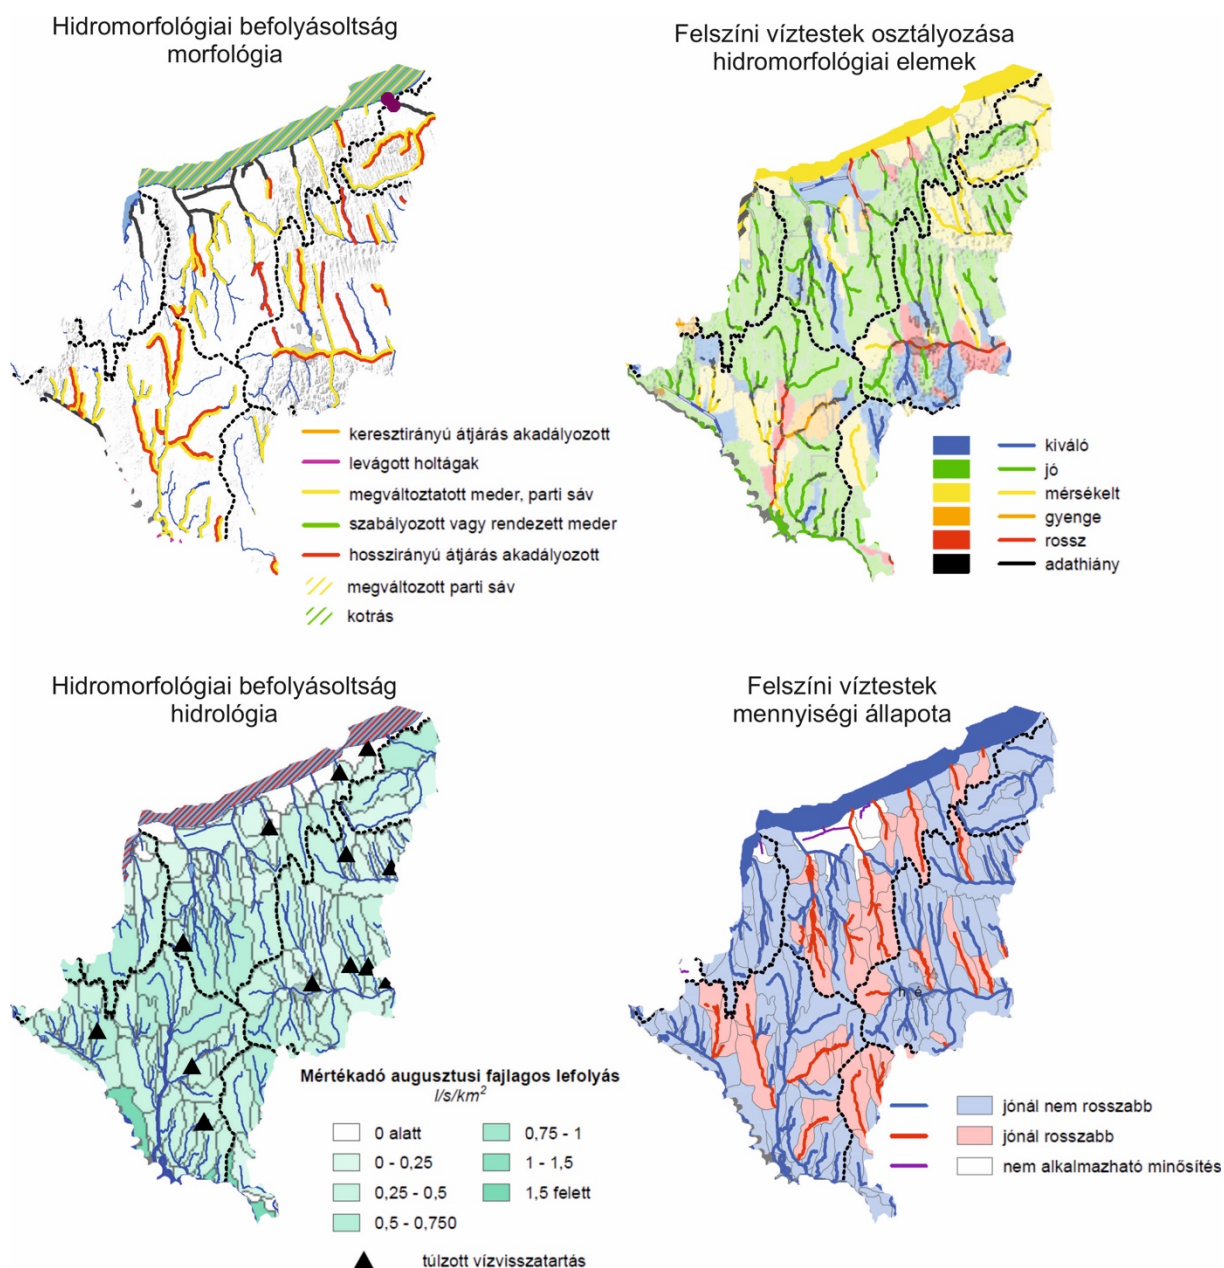 Hidromorfológiai befolyásoltság
morfológia
keresztirányú átjárás akadályozott
levágott holtágak
megváltoztatott meder, parti sáv
szabályozott vagy rendezett meder
hosszirányú átjárás akadályozott
megváltozott parti sáv
kotrás
Felszíni víztestek osztályozása
hidromorfológiai elemek
kiváló
jó
mérsékelt
gyenge
rossz
adathiány
Hidromorfológiai befolyásoltság
hidrológia
Mértékadó augusztusi fajlagos lefolyás
l/s/km²
0 alatt
0 - 0,25
0,25 - 0,5
0,5 - 0,750
0,75 - 1
1 - 1,5
1,5 felett
túlzott vízvisszatartás
Felszíni víztestek
mennyiségi állapota
h é
jónál nem rosszabb
jónál rosszabb
nem alkalmazható minősítés